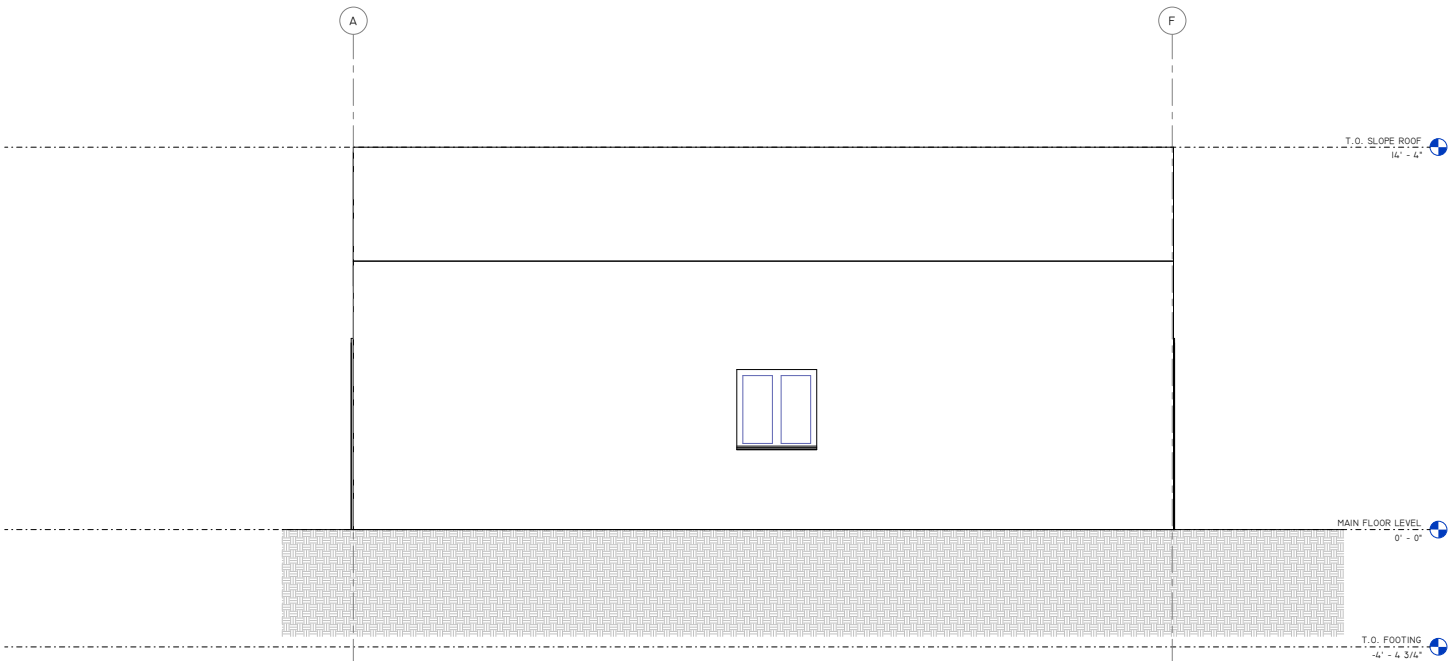 A
F
T.O. SLOPE ROOF
14' - 4"
MAIN FLOOR LEVEL
0' - 0"
T.O. FOOTING
-4' - 4 3/4"